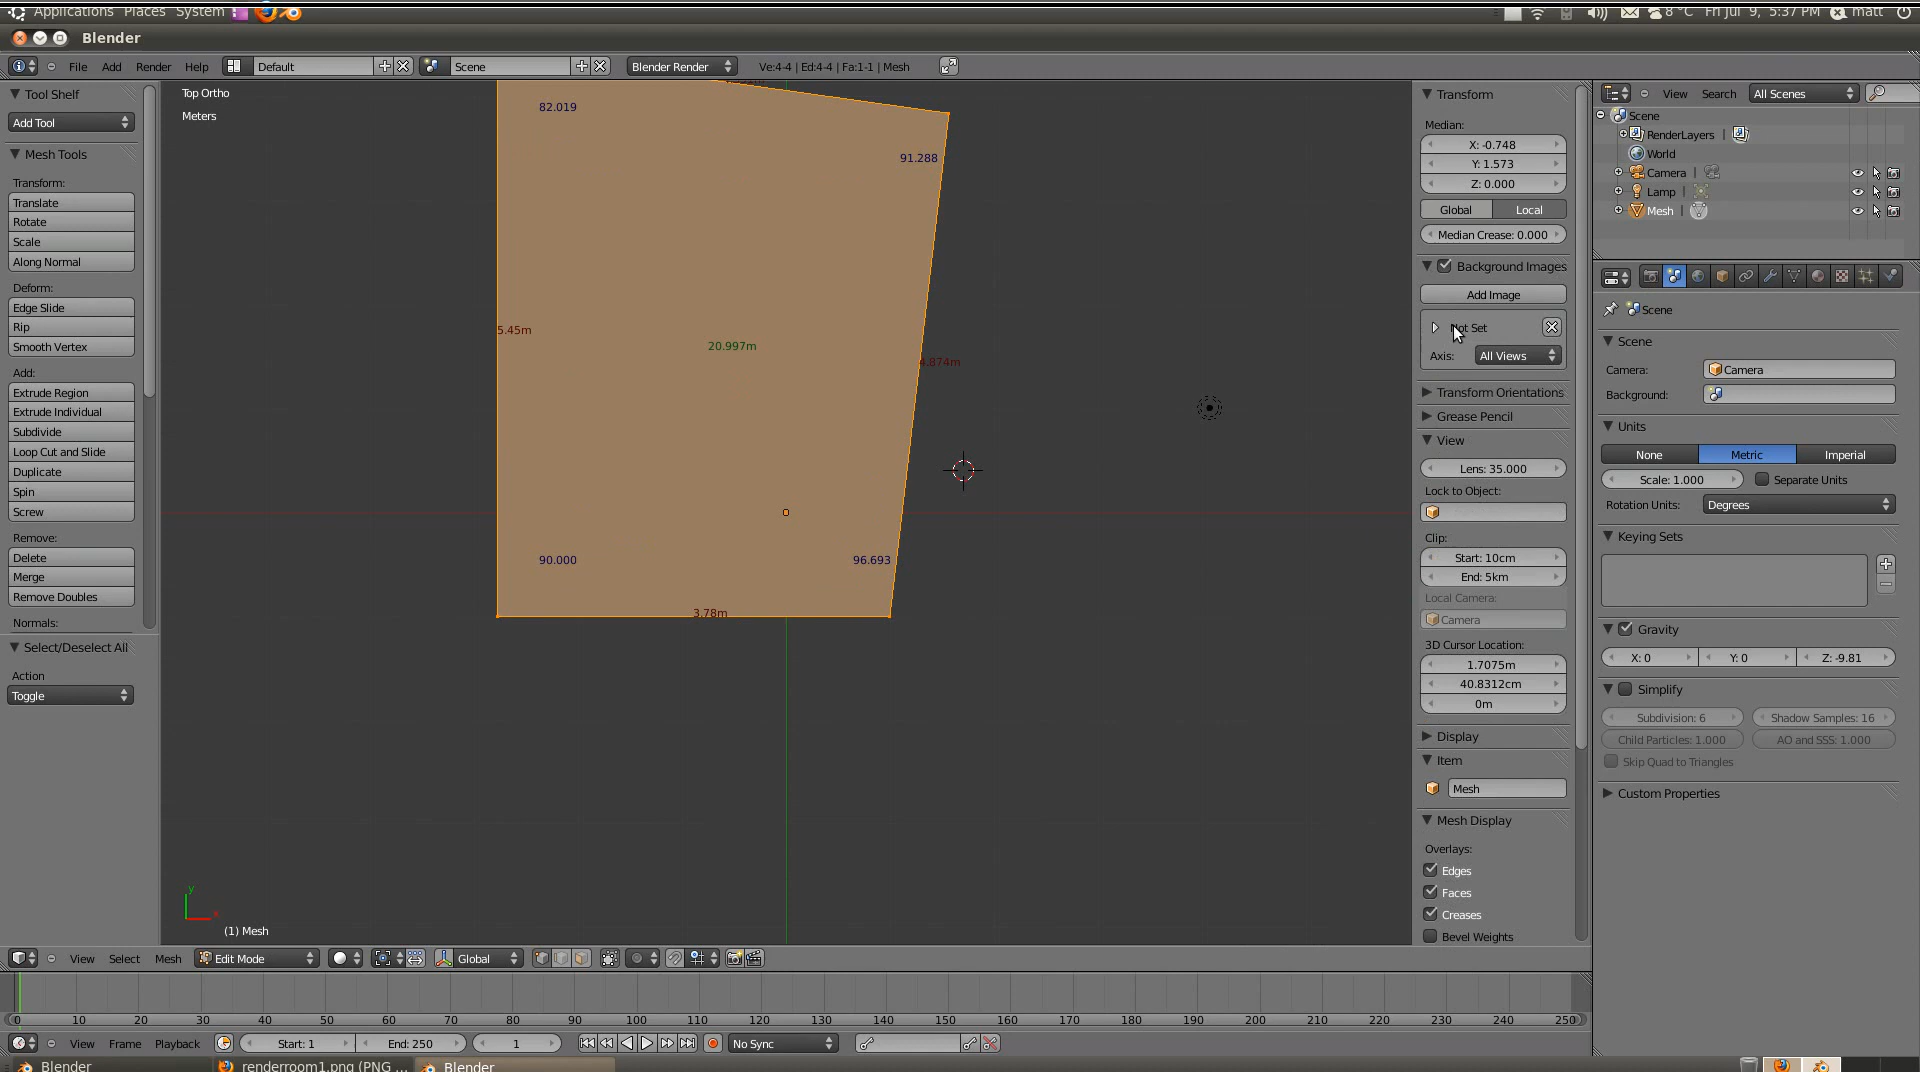 Applications Places System
8 °C Fri Jul 9, 5:37 PM matt
Blender
File Add Render Help Default Scene Blender Render Ve:4-4 | Ed:4-4 | Fa:1-1 | Mesh
Tool Shelf
Add Tool
Mesh Tools
Transform:
Translate
Rotate
Scale
Along Normal
Deform:
Edge Slide
Rip
Smooth Vertex
Add:
Extrude Region
Extrude Individual
Subdivide
Loop Cut and Slide
Duplicate
Spin
Screw
Remove:
Delete
Merge
Remove Doubles
Normals:
Select/Deselect All
Action
Toggle
Top Ortho
Meters
82.019
91.288
5.45m
20.997m
90.000
96.693
3.78m
y
x
(1) Mesh
Transform
Median:
X: -0.748
Y: 1.573
Z: 0.000
Global Local
Median Crease: 0.000
Background Images
Add Image
Not Set
Axis: All Views
Transform Orientations
Grease Pencil
View
Lens: 35.000
Lock to Object:
Clip:
Start: 10cm
End: 5km
Local Camera:
Camera
3D Cursor Location:
1.7075m
40.8312cm
0m
Display
Item
Mesh
Mesh Display
Overlays:
Edges
Faces
Creases
Bevel Weights
View Search All Scenes
Scene
RenderLayers |
World
Camera |
Lamp |
Mesh |
Scene
Scene
Camera: Camera
Background:
Units
None Metric Imperial
Scale: 1.000 Separate Units
Rotation Units: Degrees
Keying Sets
Gravity
X: 0 Y: 0 Z: -9.81
Simplify
Subdivision: 6 Shadow Samples: 16
Child Particles: 1.000 AO and SSS: 1.000
Skip Quad to Triangles
Custom Properties
View Select Mesh Edit Mode Global
0 10 20 30 40 50 60 70 80 90 100 110 120 130 140 150 160 170 180 190 200 210 220 230 240 250
View Frame Playback Start: 1 End: 250 1 No Sync
Blender renderroom1.png (PNG ... Blender